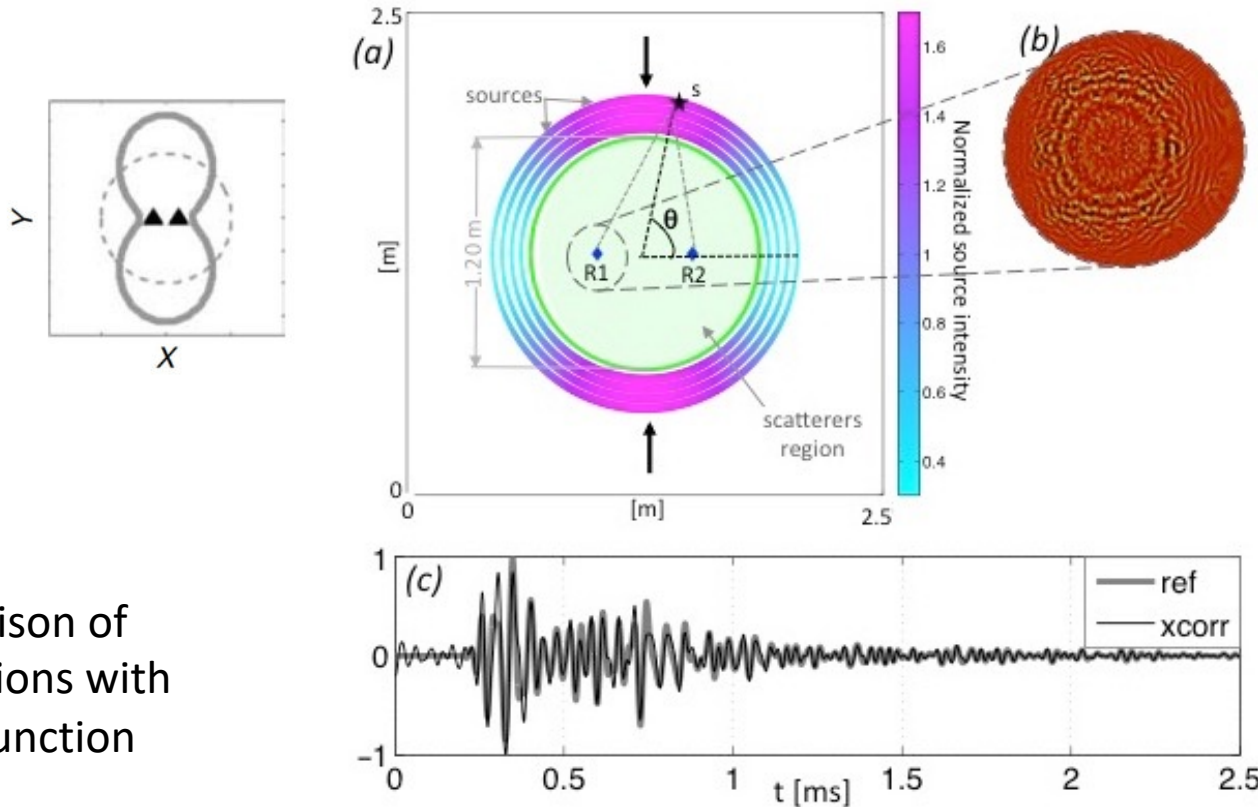 Y
X
2.5
(a)
[m]
0
0
[m]
2.5
sources
s
1.20 m
θ
R1
R2
scatterers
region
1.6
1.4
1.2
1
0.8
0.6
0.4
Normalized source intensity
(b)
ison of
ions with
unction
(c)
1
0
−1
ref
xcorr
0
0.5
1
1.5
2
2.5
t [ms]